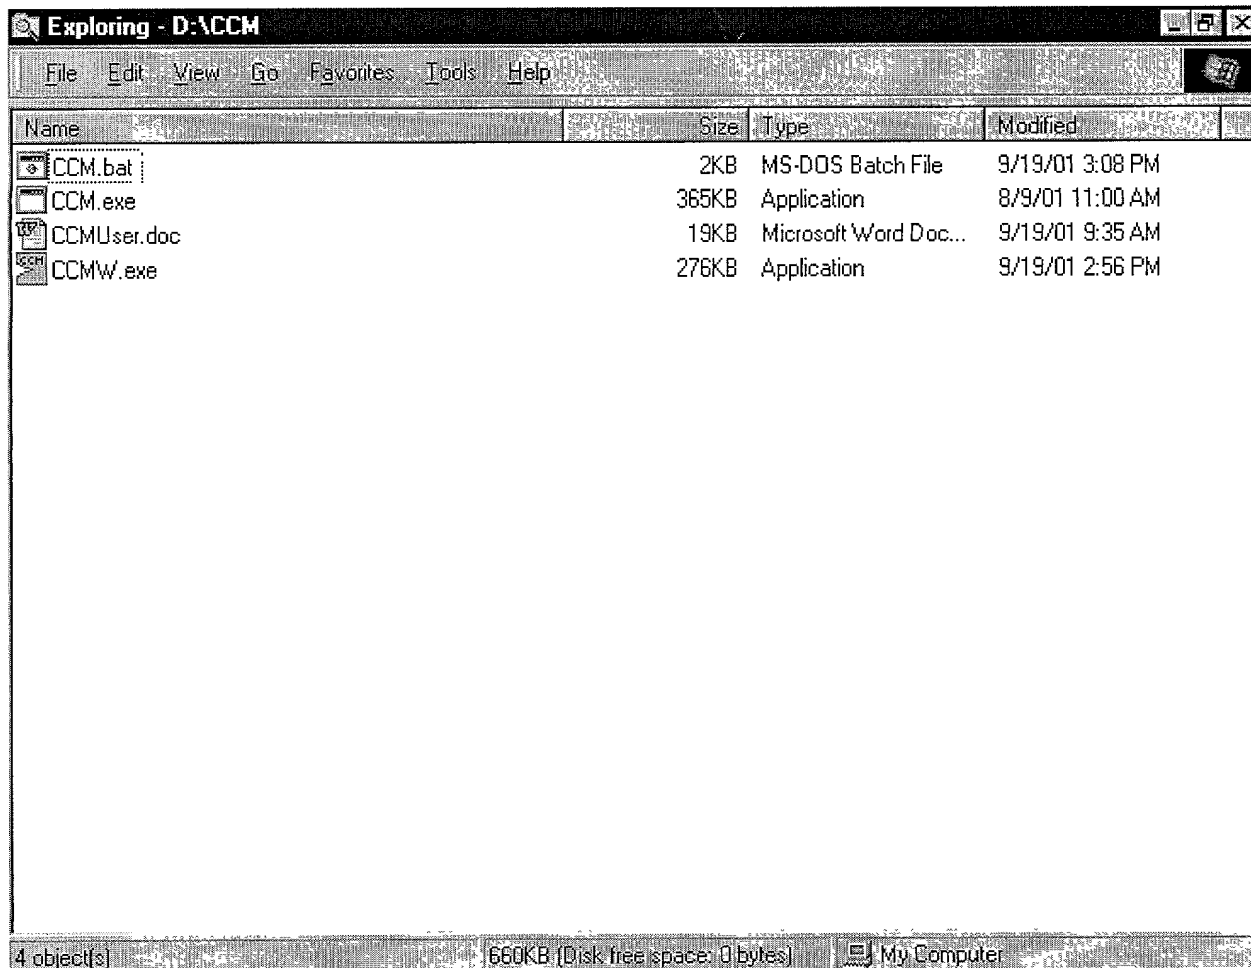 Exploring - D:\CCM
File Edit View Go Favorites Tools Help
Name Size Type Modified
CCM.bat 2KB MS-DOS Batch File 9/19/01 3:08 PM
CCM.exe 365KB Application 8/9/01 11:00 AM
CCMUser.doc 19KB Microsoft Word Doc... 9/19/01 9:35 AM
CCMW.exe 276KB Application 9/19/01 2:56 PM
4 object(s) 660KB (Disk free space: 0 bytes) My Computer